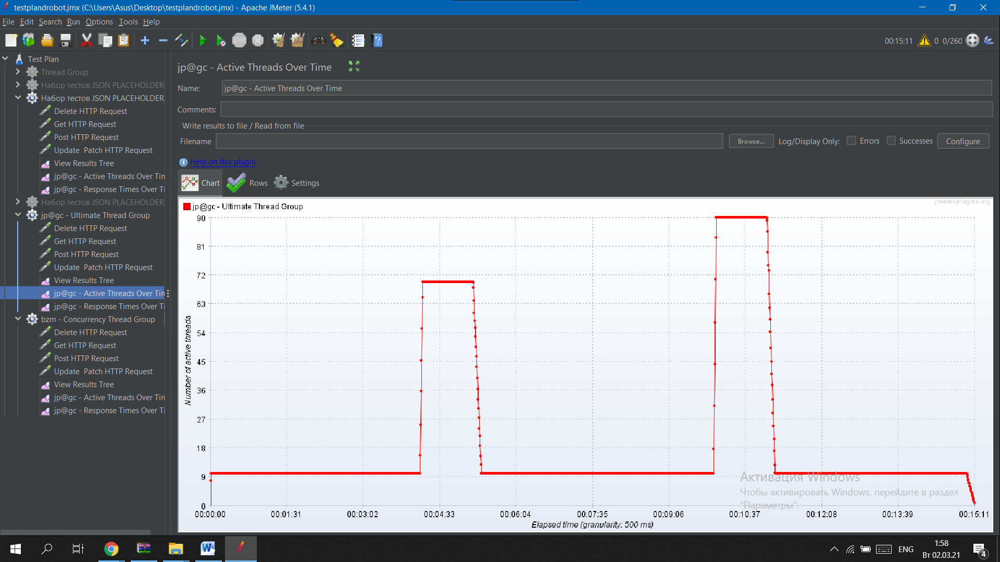 testplandrobot.jmx (C:\Users\Asus\Desktop\testplandrobot.jmx) - Apache JMeter (5.4.1)
File Edit Search Run Options Tools Help
STOP
00:15:11 0 0/260
Test Plan
Thread Group
Набор тестов JSON PLACEHOLDER
Набор тестов JSON PLACEHOLDER
Delete HTTP Request
Get HTTP Request
Post HTTP Request
Update Patch HTTP Request
View Results Tree
jp@gc - Active Threads Over Tim
jp@gc - Response Times Over Ti
Набор тестов JSON PLACEHOLDER
jp@gc - Ultimate Thread Group
Delete HTTP Request
Get HTTP Request
Post HTTP Request
Update Patch HTTP Request
View Results Tree
jp@gc - Active Threads Over Tim
jp@gc - Response Times Over Ti
bzm - Concurrency Thread Group
Delete HTTP Request
Get HTTP Request
Post HTTP Request
Update Patch HTTP Request
View Results Tree
jp@gc - Active Threads Over Tim
jp@gc - Response Times Over Ti
jp@gc - Active Threads Over Time
Name: jp@gc - Active Threads Over Time
Comments:
Write results to file / Read from file
Filename Browse... Log/Display Only: Errors Successes Configure
Help on this plugin
Chart Rows Settings
jmeter-plugins.org
jp@gc - Ultimate Thread Group
90
81
72
63
54
45
36
27
18
9
0
Number of active threads
00:00:00 00:01:31 00:03:02 00:04:33 00:06:04 00:07:35 00:09:06 00:10:37 00:12:08 00:13:39 00:15:11
Elapsed time (granularity: 500 ms)
Активация Windows
Чтобы активировать Windows, перейдите в раздел
"Параметры".
ENG
1:58
Вт 02.03.21
4